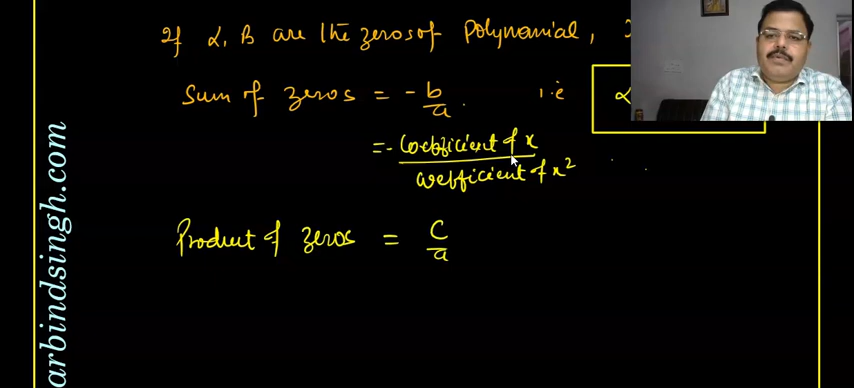 If α, β are the zeros of polynomial,
Sum of zeros = - b/a . i.e α
= - coefficient of x / coefficient of x²
Product of zeros = c/a
arbindsingh.com